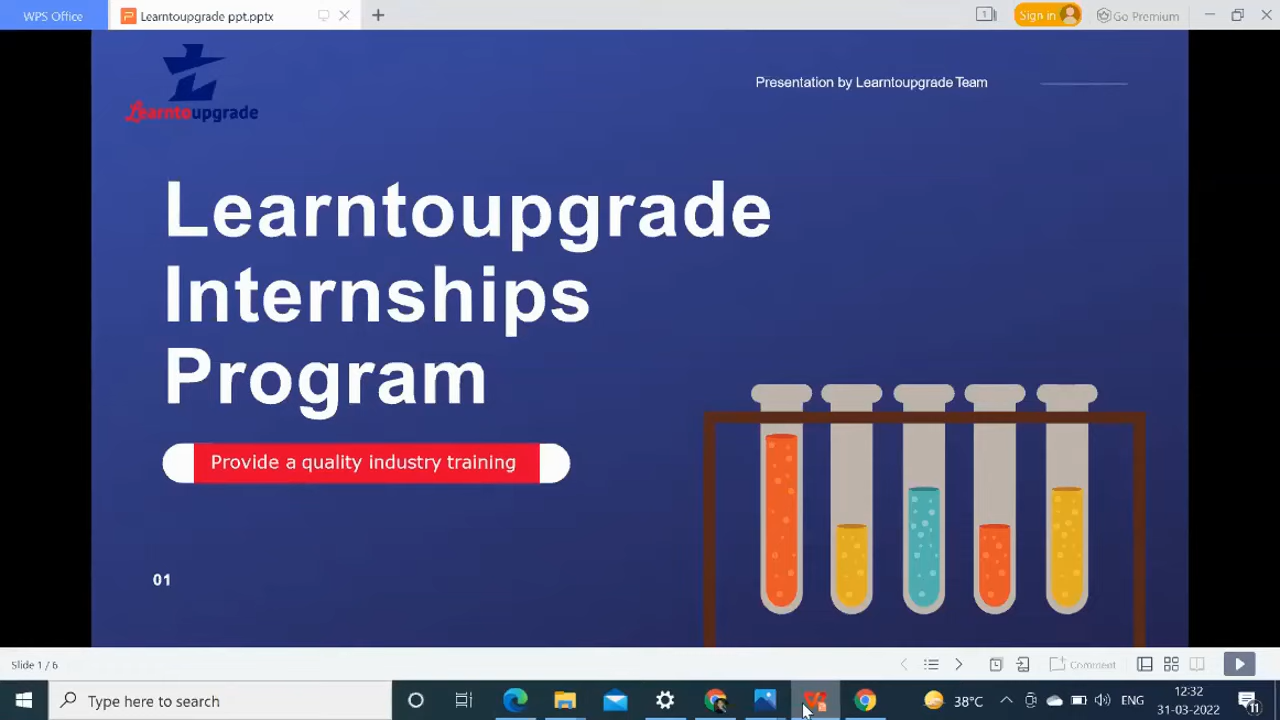 WPS Office
Learntoupgrade ppt.pptx
1
Sign in
Go Premium
Learntoupgrade
Presentation by Learntoupgrade Team
Learntoupgrade
Internships
Program
Provide a quality industry training
01
Slide 1 / 6
Comment
Type here to search
38°C
ENG
12:32
31-03-2022
11